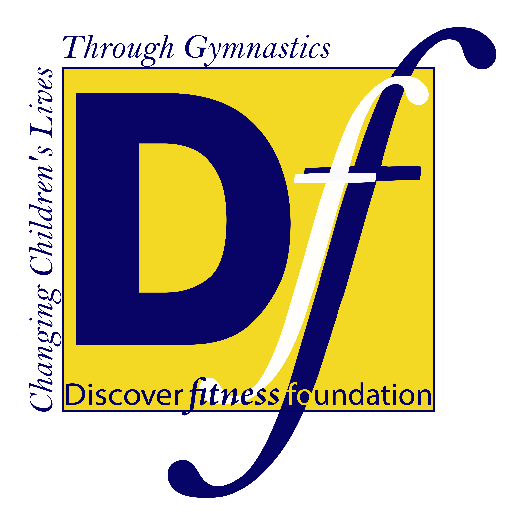 Changing Children's Lives
Through Gymnastics
Df
Discover fitness foundation